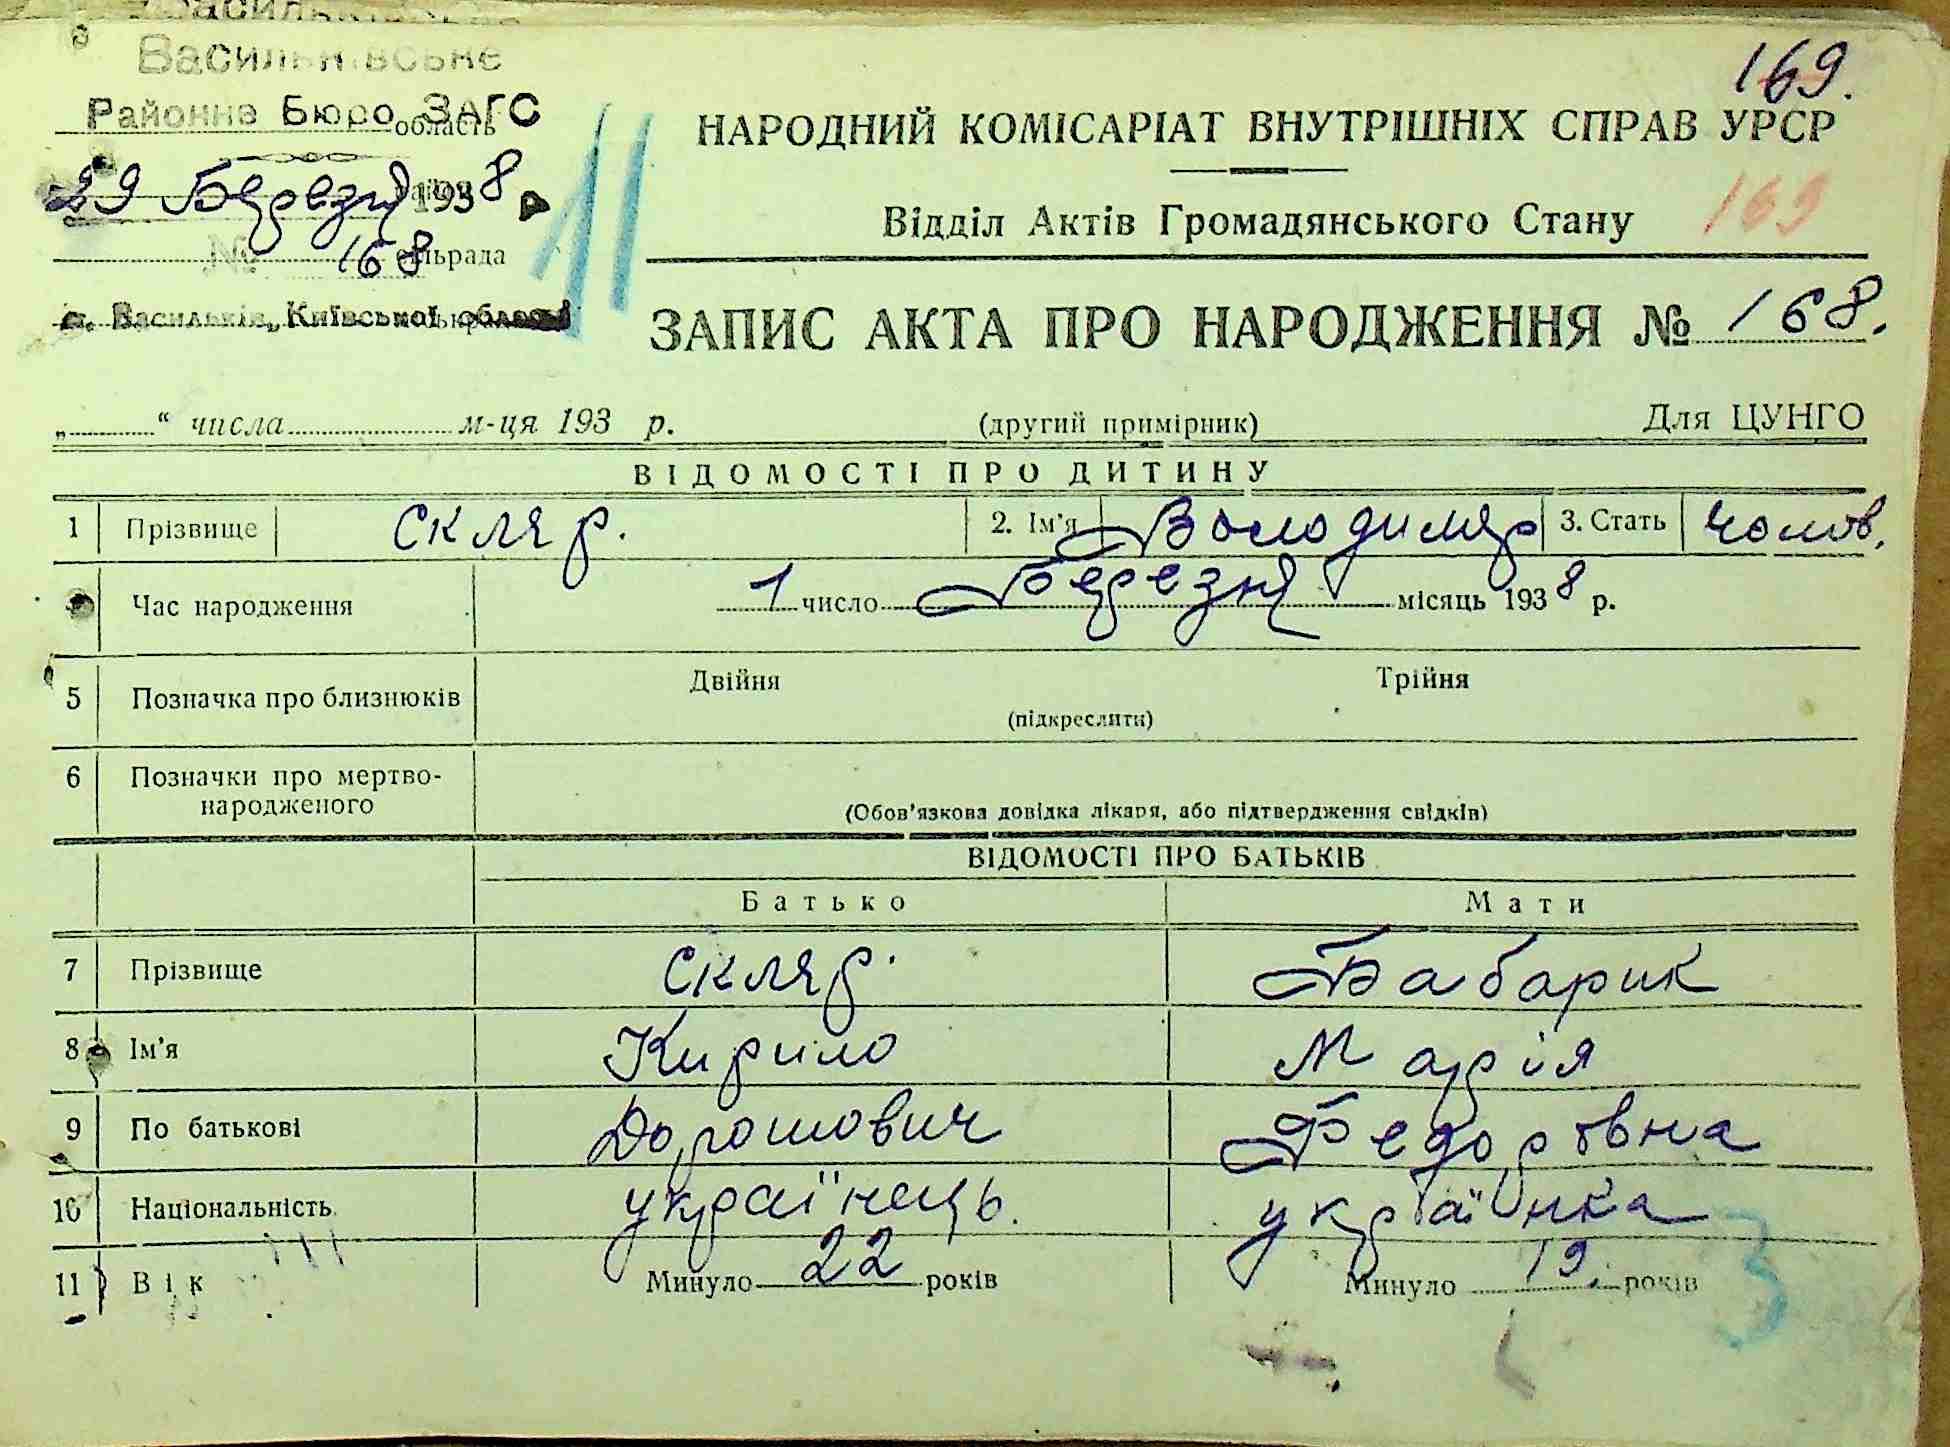 Васильківське
169.
Районне Бюро ЗАГС
область
НАРОДНИЙ КОМІСАРІАТ ВНУТРІШНІХ СПРАВ УРСР
29 Березня 1938 р
169
Відділ Актів Громадянського Стану
№ 168 сільрада
м. Васильків, Київської області
11
ЗАПИС АКТА ПРО НАРОДЖЕННЯ № 168.
„ “ числа м-ця 193 р. (другий примірник) Для ЦУНГО
ВІДОМОСТІ ПРО ДИТИНУ
1 Прізвище Скляр. 2. Ім'я Володимяр 3. Стать Чолов.
Час народження 1 число Березня місяць 1938 р.
5 Позначка про близнюків Двійня Трійня
(підкреслити)
6 Позначки про мертво-
народженого (Обов'язкова довідка лікаря, або підтвердження свідків)
ВІДОМОСТІ ПРО БАТЬКІВ
Батько Мати
7 Прізвище Скляр. Бабарик
8 Ім'я Кирило Марія
9 По батькові Дорошович Федоровна
10 Національність українець. українка
11 Вік Минуло 22 років Минуло 19. років
3